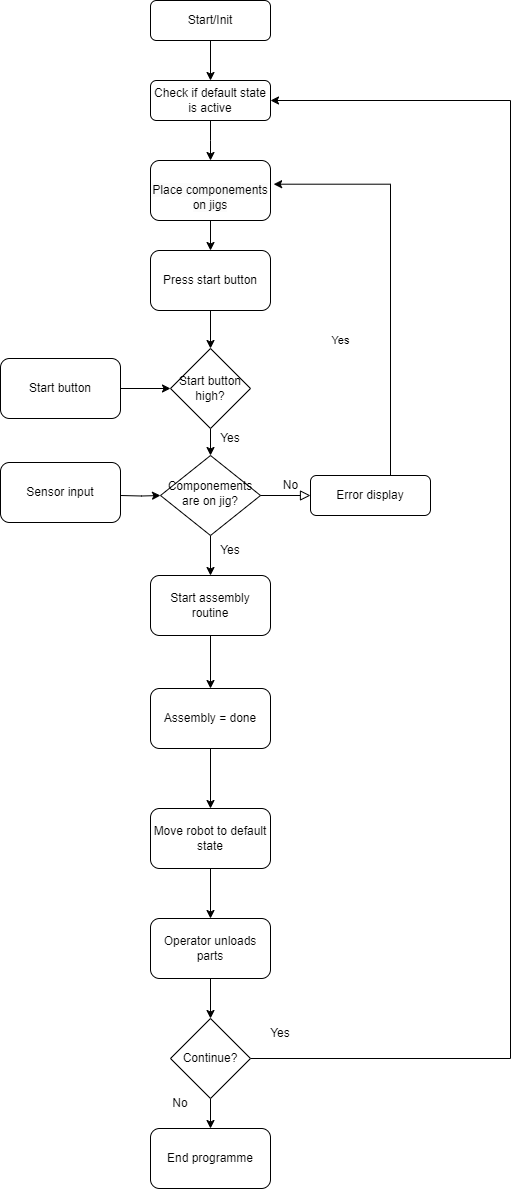 Start/Init
Check if default state
is active
Place componements
on jigs
Press start button
Yes
Start button
Start button
high?
Yes
Sensor input
Componements
are on jig?
No
Error display
Yes
Start assembly
routine
Assembly = done
Move robot to default
state
Operator unloads
parts
Yes
Continue?
No
End programme